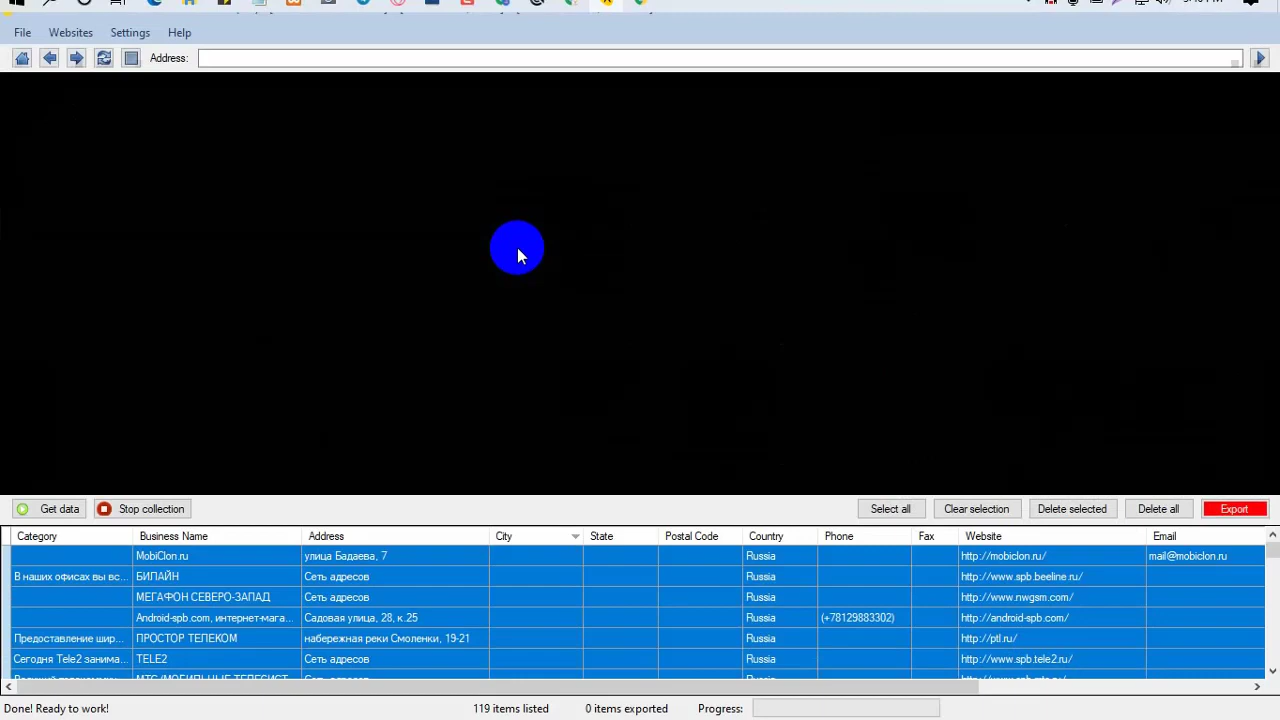 File Websites Settings Help
Address:
Get data Stop collection Select all Clear selection Delete selected Delete all Export
Category Business Name Address City State Postal Code Country Phone Fax Website Email
MobiClon.ru улица Бадаева, 7 Russia http://mobiclon.ru/ mail@mobiclon.ru
В наших офисах вы вс... БИЛАЙН Сеть адресов Russia http://www.spb.beeline.ru/
МЕГАФОН СЕВЕРО-ЗАПАД Сеть адресов Russia http://www.nwgsm.com/
Android-spb.com, интернет-мага... Садовая улица, 28, к.25 Russia (+78129883302) http://android-spb.com/
Предоставление шир... ПРОСТОР ТЕЛЕКОМ набережная реки Смоленки, 19-21 Russia http://ptl.ru/
Сегодня Tele2 занима... TELE2 Сеть адресов Russia http://www.spb.tele2.ru/
Done! Ready to work! 119 items listed 0 items exported Progress: